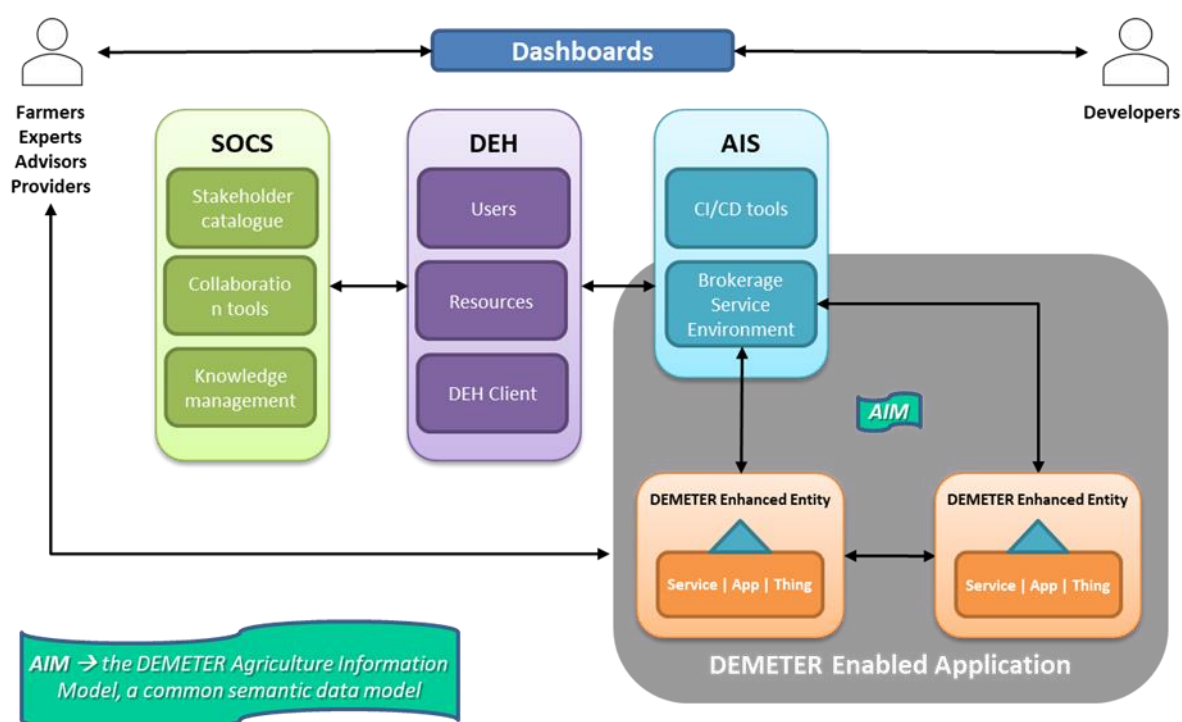 Dashboards
Farmers
Experts
Advisors
Providers
Developers
SOCS
Stakeholder
catalogue
Collaboratio
n tools
Knowledge
management
DEH
Users
Resources
DEH Client
AIS
CI/CD tools
Brokerage
Service
Environment
AIM
DEMETER Enhanced Entity
Service | App | Thing
DEMETER Enhanced Entity
Service | App | Thing
DEMETER Enabled Application
AIM → the DEMETER Agriculture Information
Model, a common semantic data model